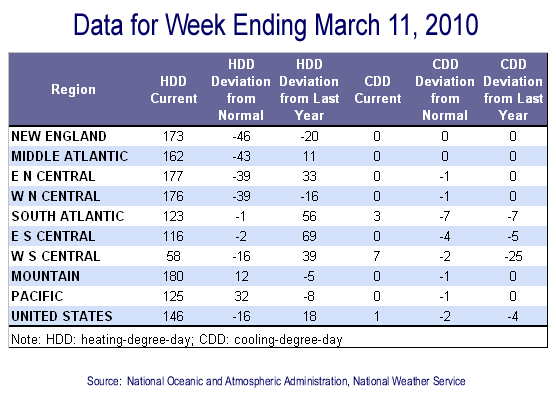 Data for Week Ending March 11, 2010
Region HDD Current HDD Deviation from Normal HDD Deviation from Last Year CDD Current CDD Deviation from Normal CDD Deviation from Last Year
NEW ENGLAND 173 -46 -20 0 0 0
MIDDLE ATLANTIC 162 -43 11 0 0 0
E N CENTRAL 177 -39 33 0 -1 0
W N CENTRAL 176 -39 -16 0 -1 0
SOUTH ATLANTIC 123 -1 56 3 -7 -7
E S CENTRAL 116 -2 69 0 -4 -5
W S CENTRAL 58 -16 39 7 -2 -25
MOUNTAIN 180 12 -5 0 -1 0
PACIFIC 125 32 -8 0 -1 0
UNITED STATES 146 -16 18 1 -2 -4
Note: HDD: heating-degree-day; CDD: cooling-degree-day
Source: National Oceanic and Atmospheric Administration, National Weather Service